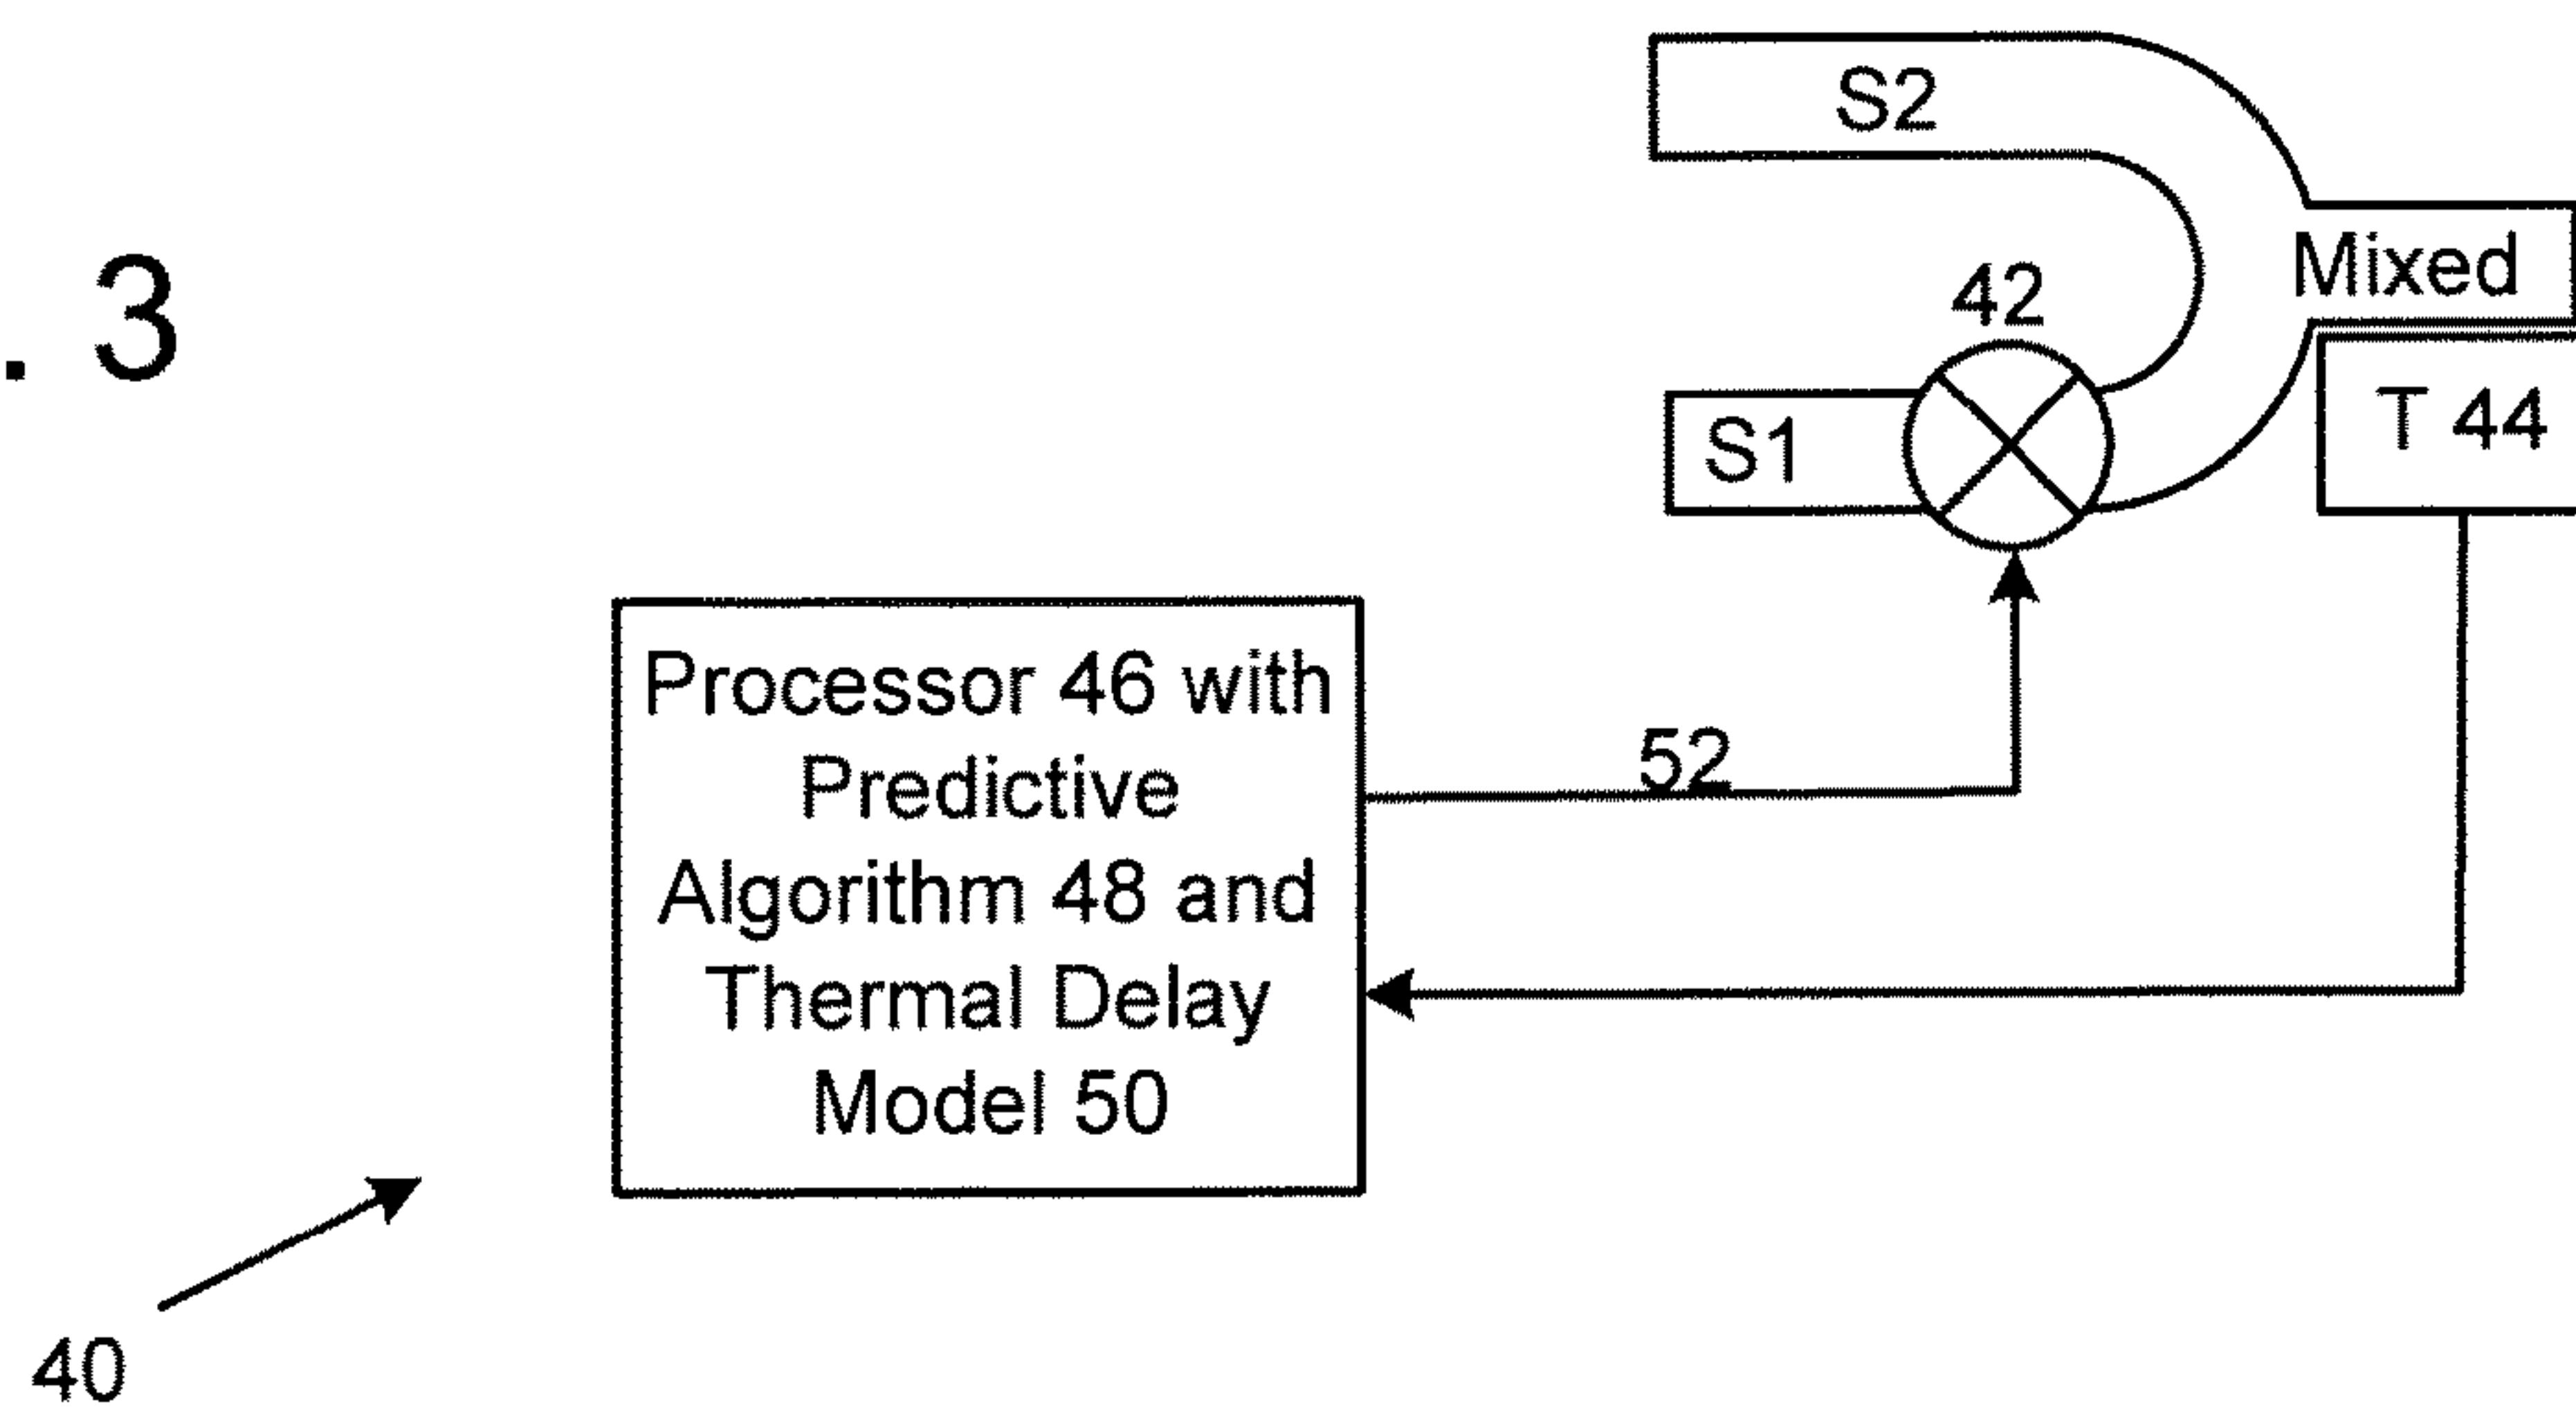 . 3
S2
Mixed
42
S1
T 44
Processor 46 with
Predictive
Algorithm 48 and
Thermal Delay
Model 50
52
40